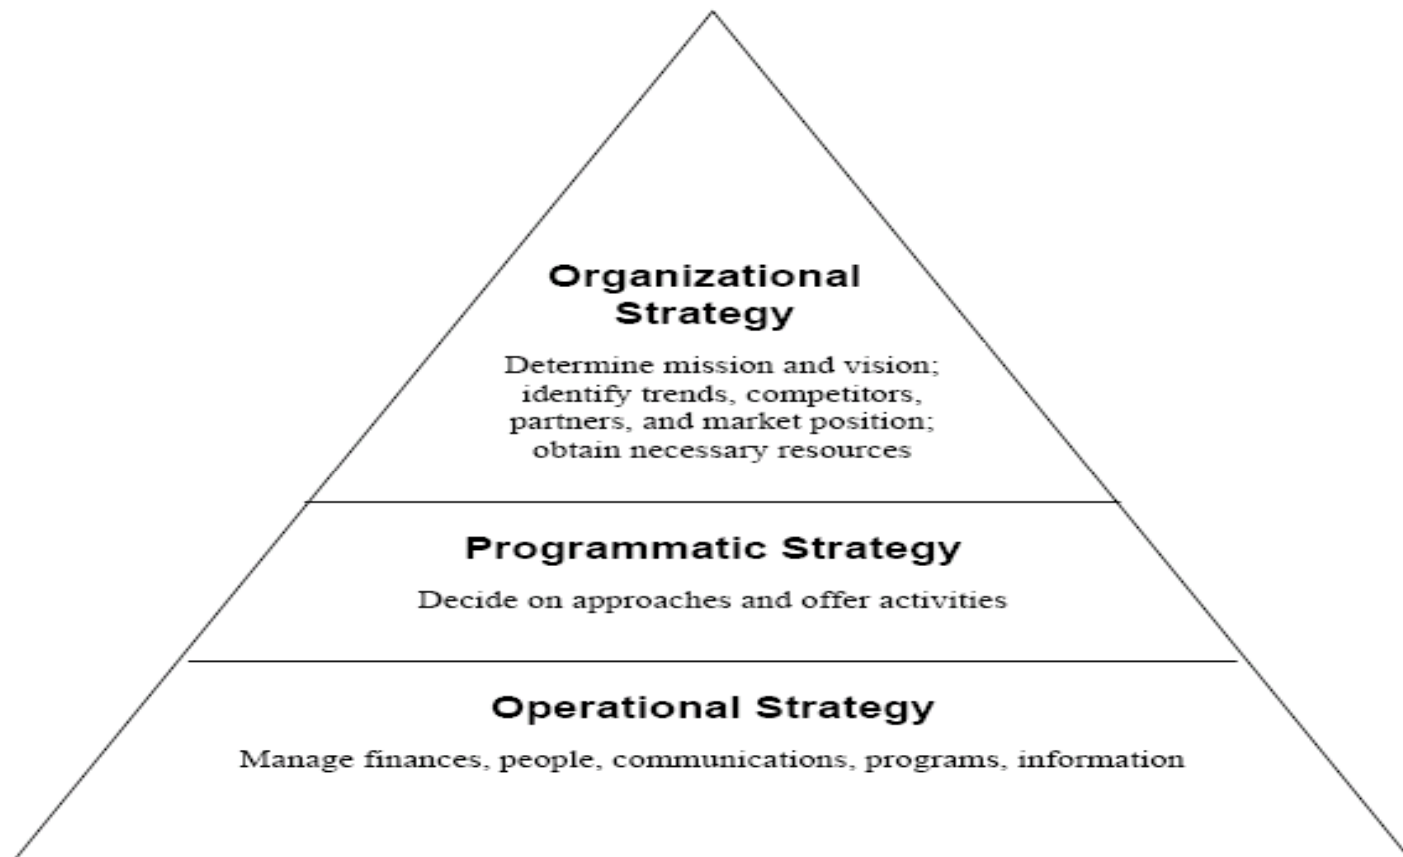 Organizational
Strategy
Determine mission and vision;
identify trends, competitors,
partners, and market position;
obtain necessary resources
Programmatic Strategy
Decide on approaches and offer activities
Operational Strategy
Manage finances, people, communications, programs, information